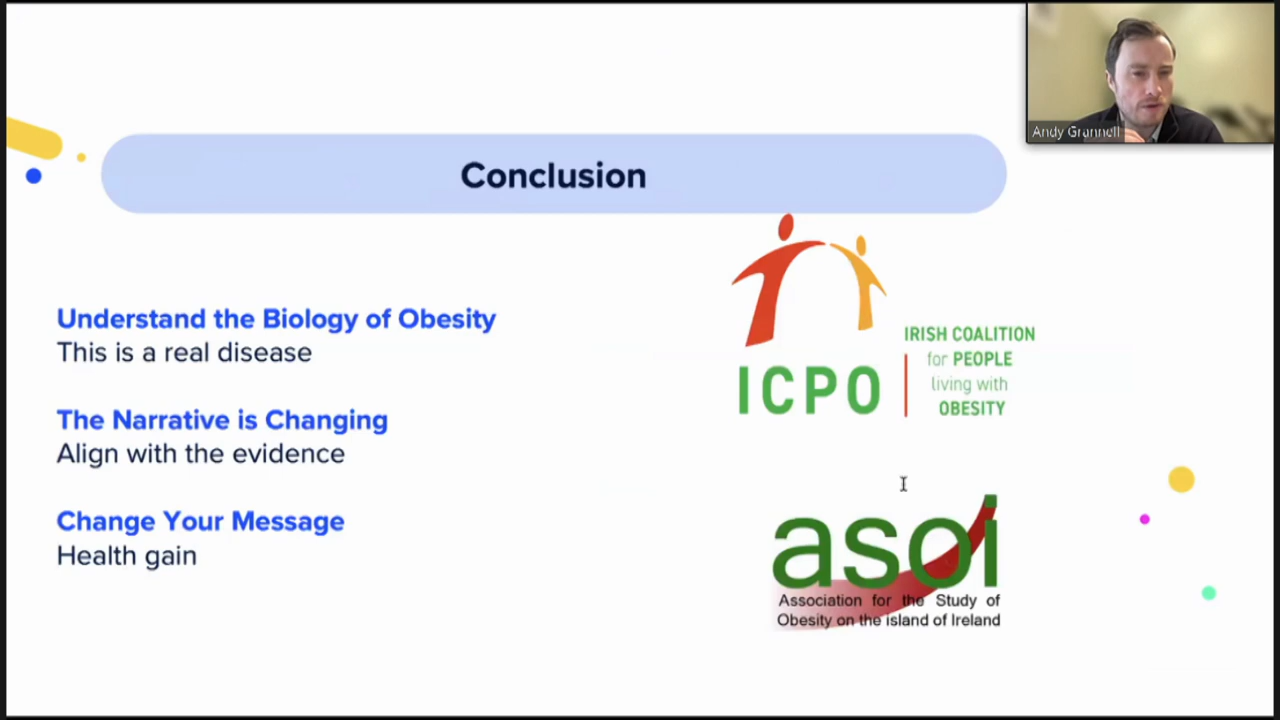 Andy Grannell
Conclusion
Understand the Biology of Obesity
This is a real disease
The Narrative is Changing
Align with the evidence
Change Your Message
Health gain
ICPO
IRISH COALITION
for PEOPLE
living with
OBESITY
asoi
Association for the Study of
Obesity on the island of Ireland